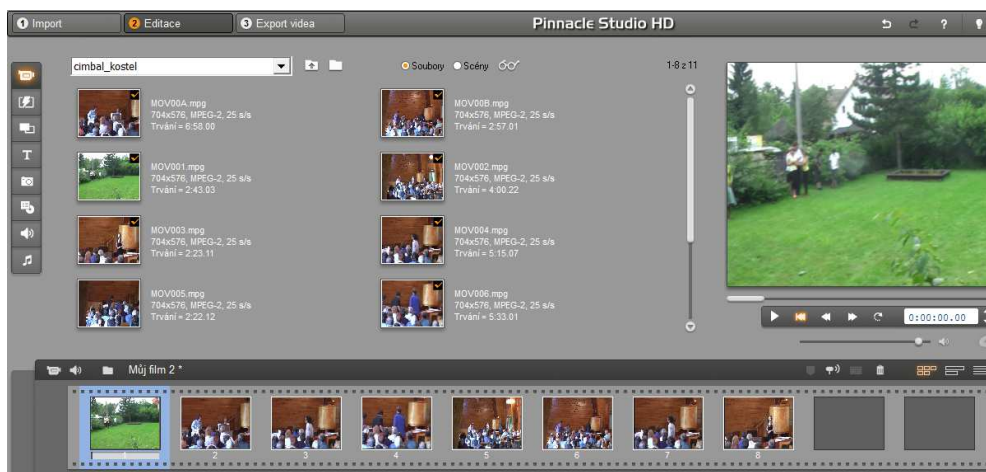 1 Import
2 Editace
3 Export videa
Pinnacle Studio HD
?
cimbal_kostel
Soubory
Scény
1-8 z 11
MOV00A.mpg
704x576, MPEG-2, 25 s/s
Trvání = 6:58.00
MOV00B.mpg
704x576, MPEG-2, 25 s/s
Trvání = 2:57.01
MOV001.mpg
704x576, MPEG-2, 25 s/s
Trvání = 2:43.03
MOV002.mpg
704x576, MPEG-2, 25 s/s
Trvání = 4:00.22
MOV003.mpg
704x576, MPEG-2, 25 s/s
Trvání = 2:23.11
MOV004.mpg
704x576, MPEG-2, 25 s/s
Trvání = 5:15.07
MOV005.mpg
704x576, MPEG-2, 25 s/s
Trvání = 2:22.12
MOV006.mpg
704x576, MPEG-2, 25 s/s
Trvání = 5:33.01
T
0:00:00.00
Můj film 2 *
1
2
3
4
5
6
7
8